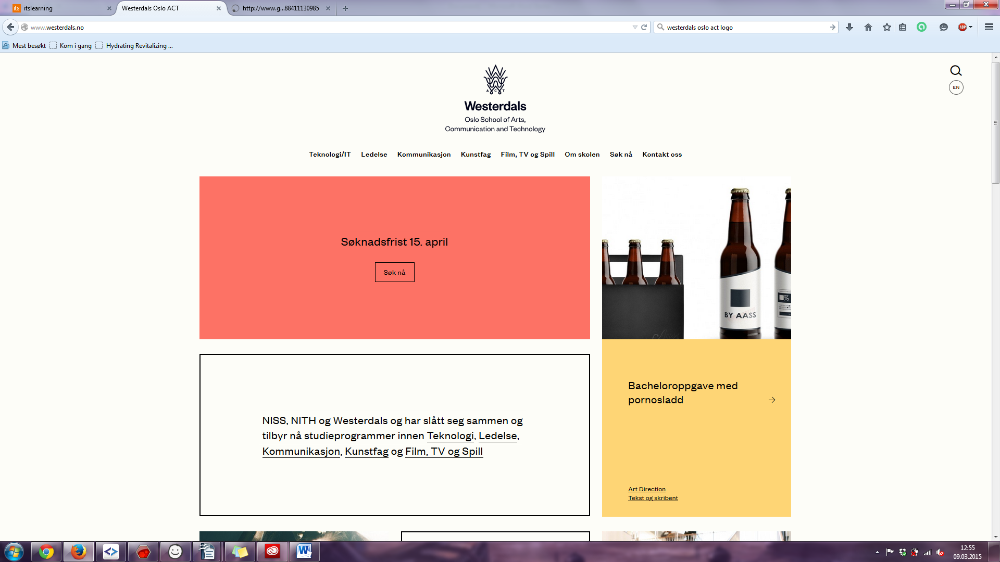 its itslearning
Westerdals Oslo ACT
http://www.g...88411130985
www.westerdals.no
westerdals oslo act logo
ABP
Mest besøkt
Kom i gang
Hydrating Revitalizing ...
A C T
Westerdals
Oslo School of Arts,
Communication and Technology
EN
Teknologi/IT Ledelse Kommunikasjon Kunstfag Film, TV og Spill Om skolen Søk nå Kontakt oss
Søknadsfrist 15. april
Søk nå
BY AASS
%
Bacheloroppgave med
pornosladd
NISS, NITH og Westerdals og har slått seg sammen og
tilbyr nå studieprogrammer innen Teknologi, Ledelse,
Kommunikasjon, Kunstfag og Film, TV og Spill
Art Direction
Tekst og skribent
W
12:55
09.03.2015